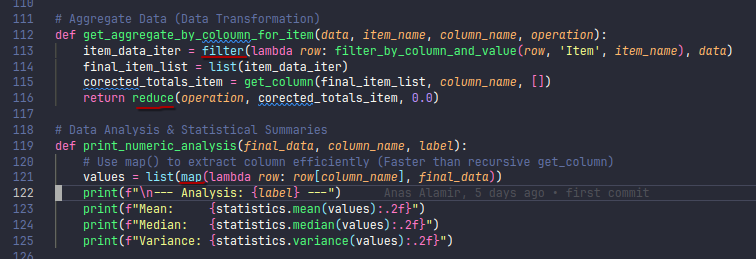 110
111 # Aggregate Data (Data Transformation)
112 def get_aggregate_by_coloumn_for_item(data, item_name, column_name, operation):
113     item_data_iter = filter(lambda row: filter_by_column_and_value(row, 'Item', item_name), data)
114     final_item_list = list(item_data_iter)
115     corected_totals_item = get_column(final_item_list, column_name, [])
116     return reduce(operation, corected_totals_item, 0.0)
117
118 # Data Analysis & Statistical Summaries
119 def print_numeric_analysis(final_data, column_name, label):
120     # Use map() to extract column efficiently (Faster than recursive get_column)
121     values = list(map(lambda row: row[column_name], final_data))
122     print(f"\n--- Analysis: {label} ---") Anas Alamir, 5 days ago • first commit
123     print(f"Mean:     {statistics.mean(values):.2f}")
124     print(f"Median:   {statistics.median(values):.2f}")
125     print(f"Variance: {statistics.variance(values):.2f}")
126